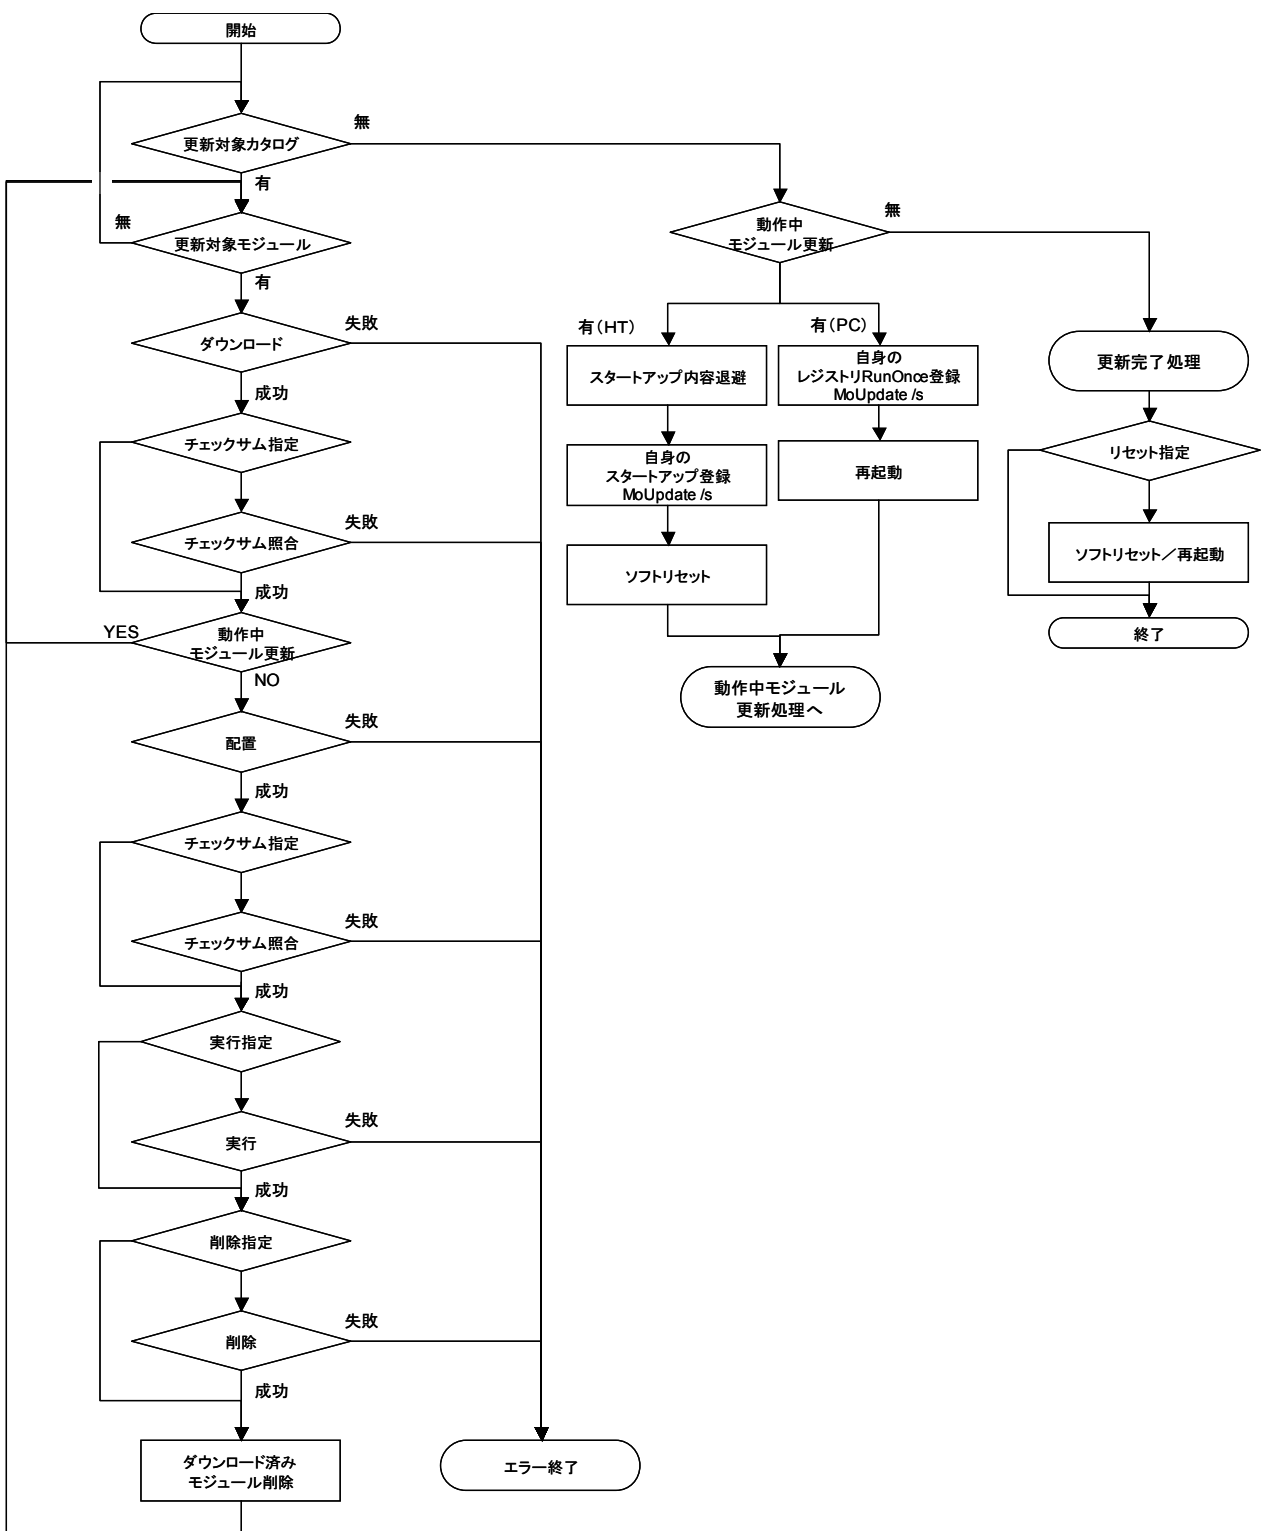 開始
更新対象カタログ
無
有
無
更新対象モジュール
有
ダウンロード
失敗
成功
チェックサム指定
チェックサム照合
失敗
成功
YES
動作中
モジュール更新
NO
配置
失敗
成功
チェックサム指定
チェックサム照合
失敗
成功
実行指定
実行
失敗
成功
削除指定
削除
失敗
成功
ダウンロード済み
モジュール削除
エラー終了
動作中
モジュール更新
無
有(HT)
スタートアップ内容退避
自身の
スタートアップ登録
MoUpdate /s
ソフトリセット
有(PC)
自身の
レジストリRunOnce登録
MoUpdate /s
再起動
動作中モジュール
更新処理へ
更新完了処理
リセット指定
ソフトリセット/再起動
終了